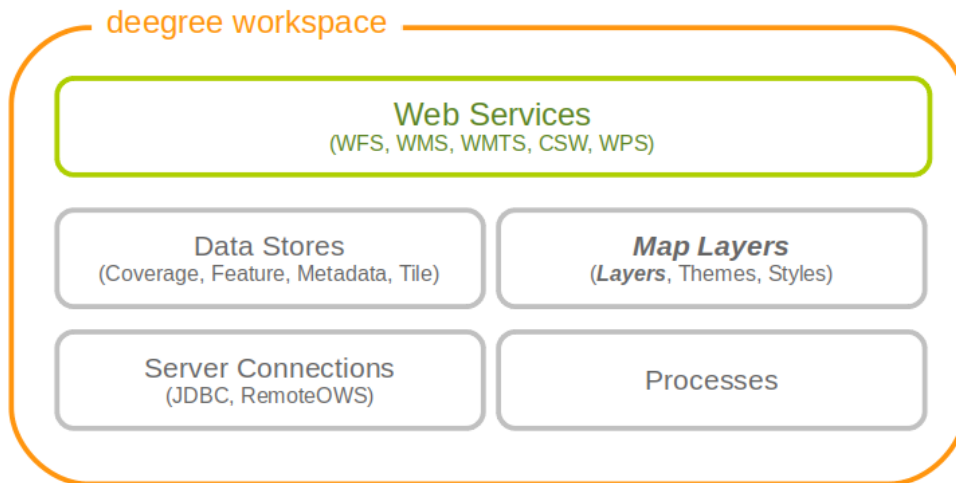 deegree workspace
Web Services
(WFS, WMS, WMTS, CSW, WPS)
Data Stores
(Coverage, Feature, Metadata, Tile)
Map Layers
(Layers, Themes, Styles)
Server Connections
(JDBC, RemoteOWS)
Processes